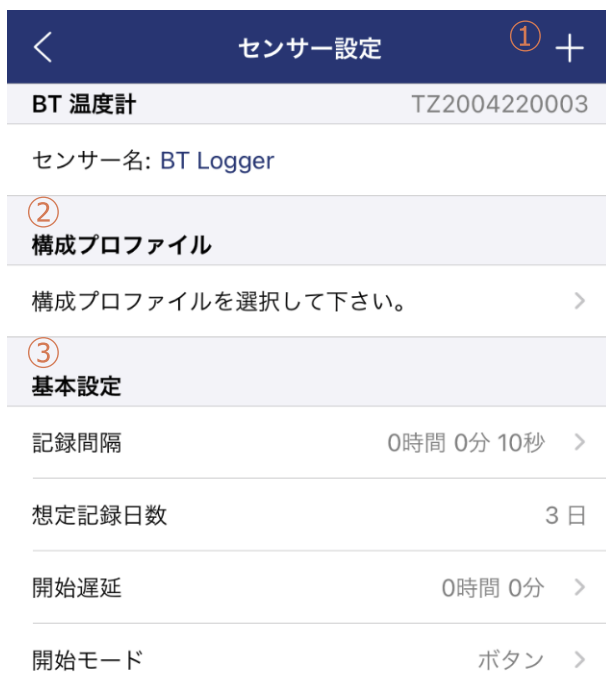 センサー設定 ① +
BT 温度計 TZ2004220003
センサー名: BT Logger
②
構成プロファイル
構成プロファイルを選択して下さい。
③
基本設定
記録間隔 0時間 0分 10秒
想定記録日数 3 日
開始遅延 0時間 0分
開始モード ボタン